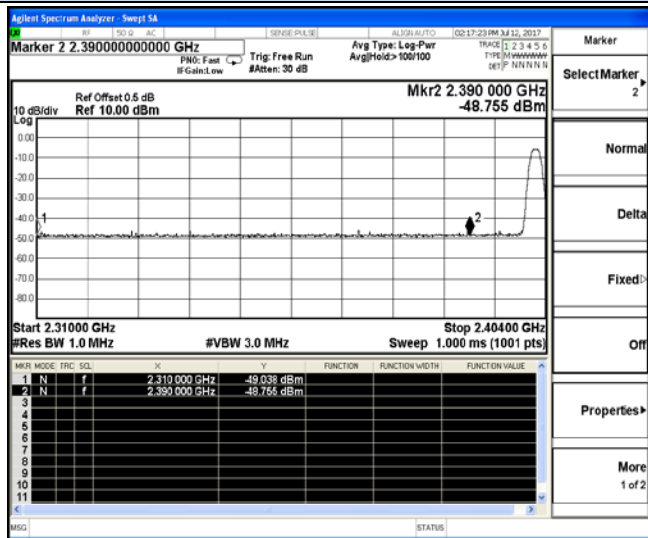 Agilent Spectrum Analyzer - Swept SA
RF 50 Ω AC SENSE:PULSE ALIGN AUTO 02:17:23 PM Jul 12, 2017
Marker 2 2.390000000000 GHz
PNO: Fast
IFGain:Low
Trig: Free Run
#Atten: 30 dB
Avg Type: Log-Pwr
Avg|Hold:>100/100
TRACE 1 2 3 4 5 6
TYPE M
DET P N N N N N
10 dB/div
Log
Ref Offset 0.5 dB
Ref 10.00 dBm
Mkr2 2.390 000 GHz
-48.755 dBm
0.00
-10.0
-20.0
-30.0
-40.0
-50.0
-60.0
-70.0
-80.0
1
2
Start 2.31000 GHz
Stop 2.40400 GHz
#Res BW 1.0 MHz
#VBW 3.0 MHz
Sweep 1.000 ms (1001 pts)
MKR MODE TRC SCL X Y FUNCTION FUNCTION WIDTH FUNCTION VALUE
1 N f 2.310 000 GHz -49.038 dBm
2 N f 2.390 000 GHz -48.755 dBm
3
4
5
6
7
8
9
10
11
MSG
STATUS
Marker
Select Marker
2
Normal
Delta
Fixed
Off
Properties
More
1 of 2